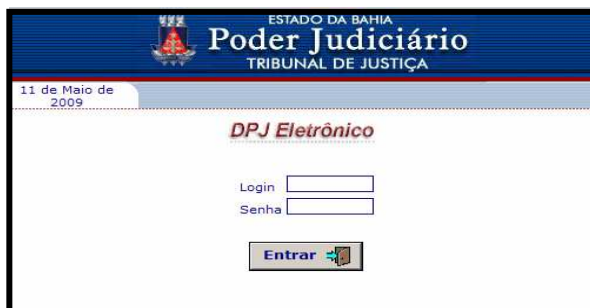 ESTADO DA BAHIA
Poder Judiciário
TRIBUNAL DE JUSTIÇA
11 de Maio de
2009
DPJ Eletrônico
Login
Senha
Entrar